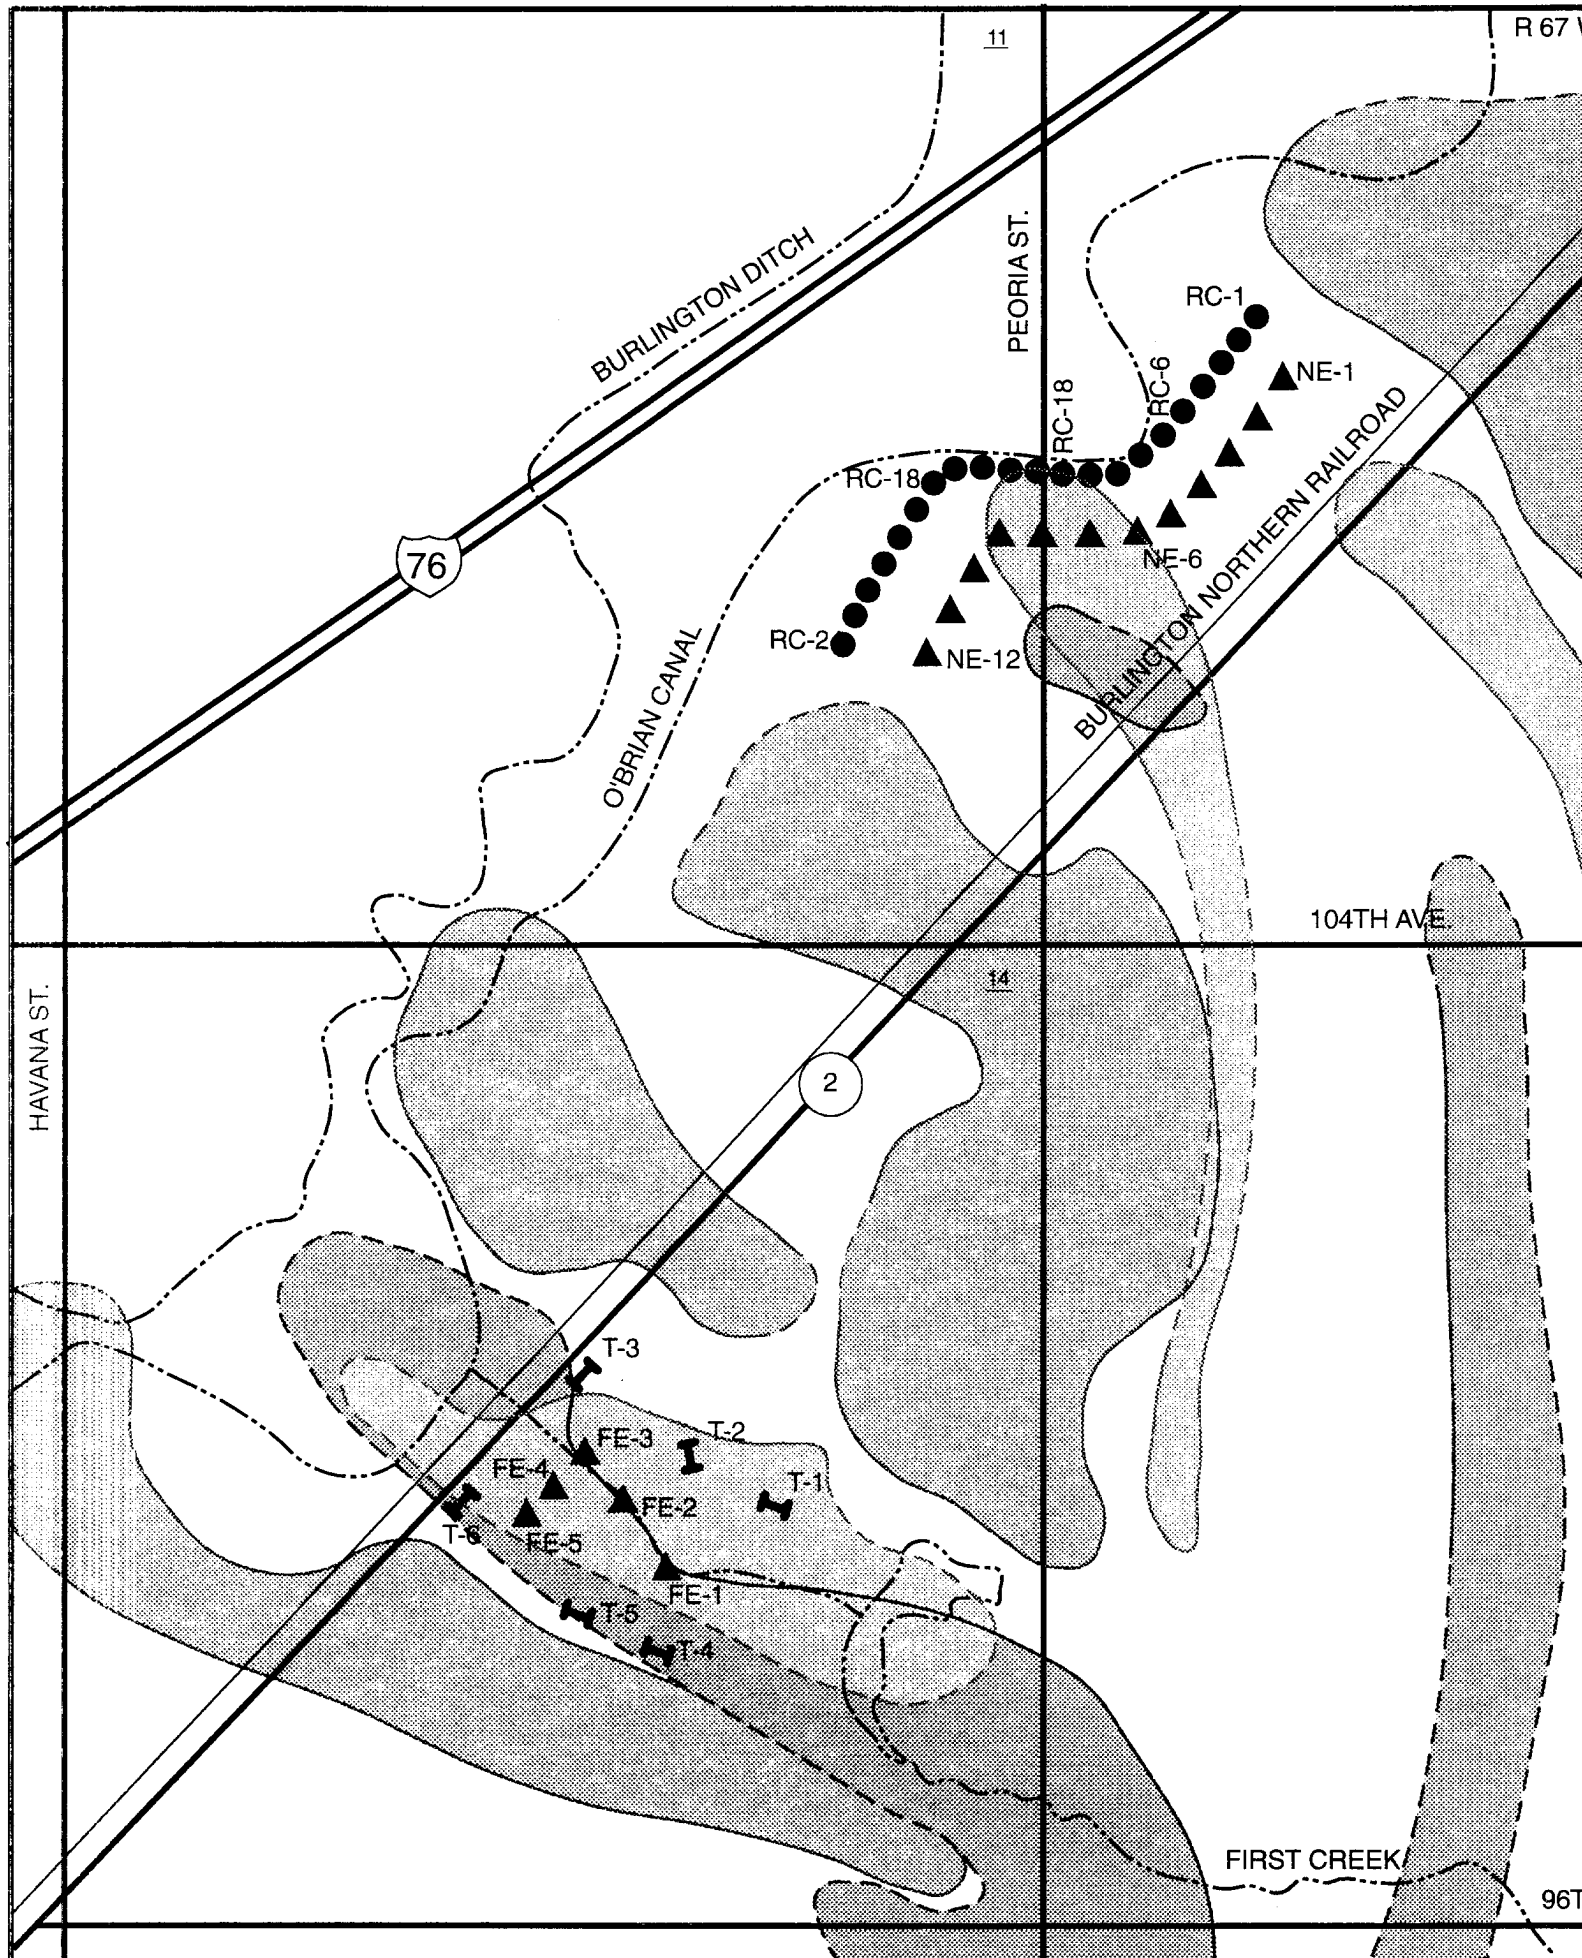 11
R 67
BURLINGTON DITCH
PEORIA ST.
RC-1
RC-6
NE-1
RC-18
RC-18
BURLINGTON NORTHERN RAILROAD
76
NE-6
RC-2
NE-12
O'BRIAN CANAL
104TH AVE.
14
HAVANA ST.
2
T-3
FE-3
T-2
FE-4
T-1
FE-2
T-6
FE-5
FE-1
T-5
T-4
FIRST CREEK
96T